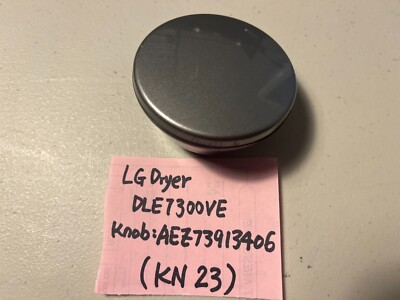 LG Dryer
DLE7300VE
Knob:AEZ73913406
(KN 23)